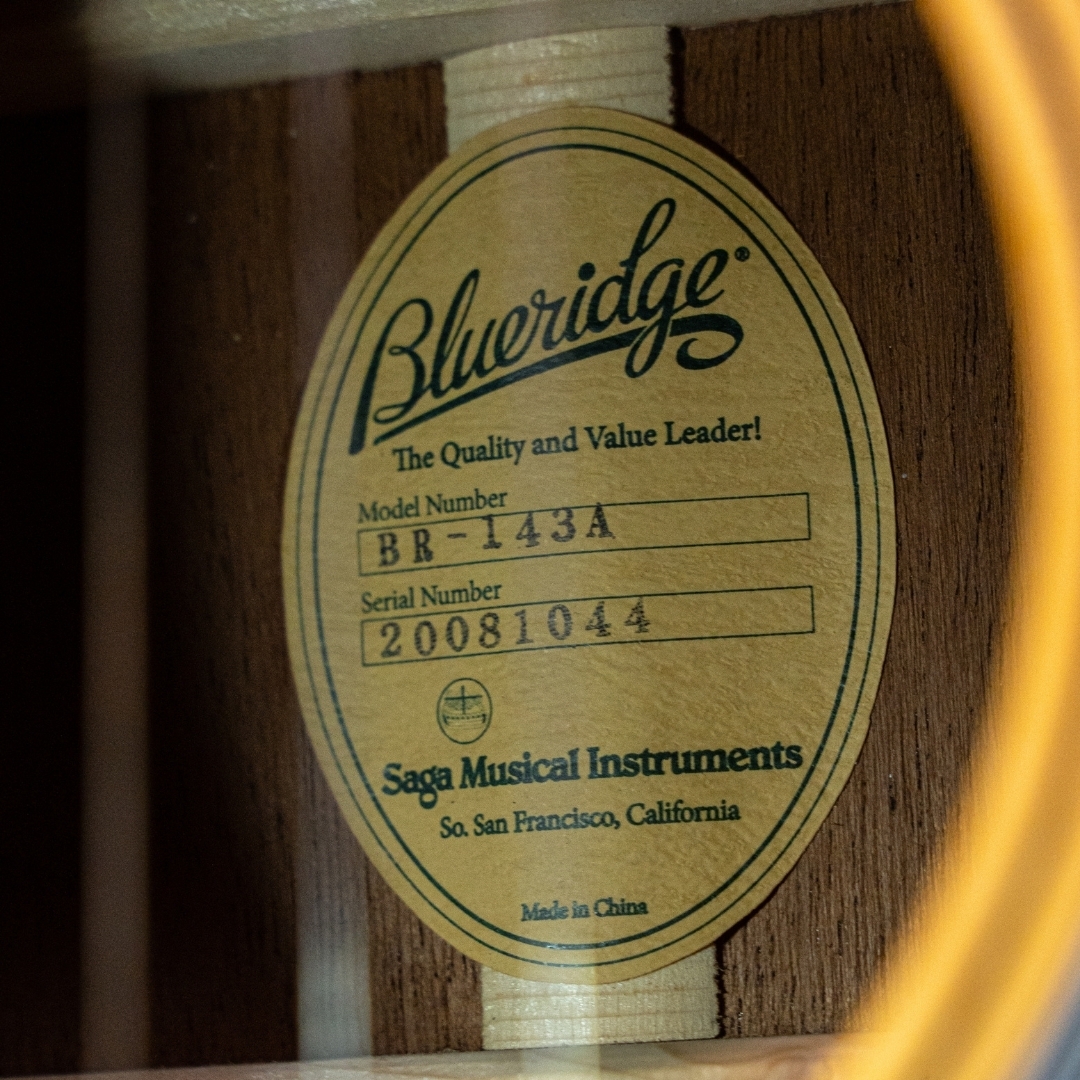 Blueridge®
The Quality and Value Leader!
Model Number
BR-143A
Serial Number
20081044
Saga Musical Instruments
So. San Francisco, California
Made in China